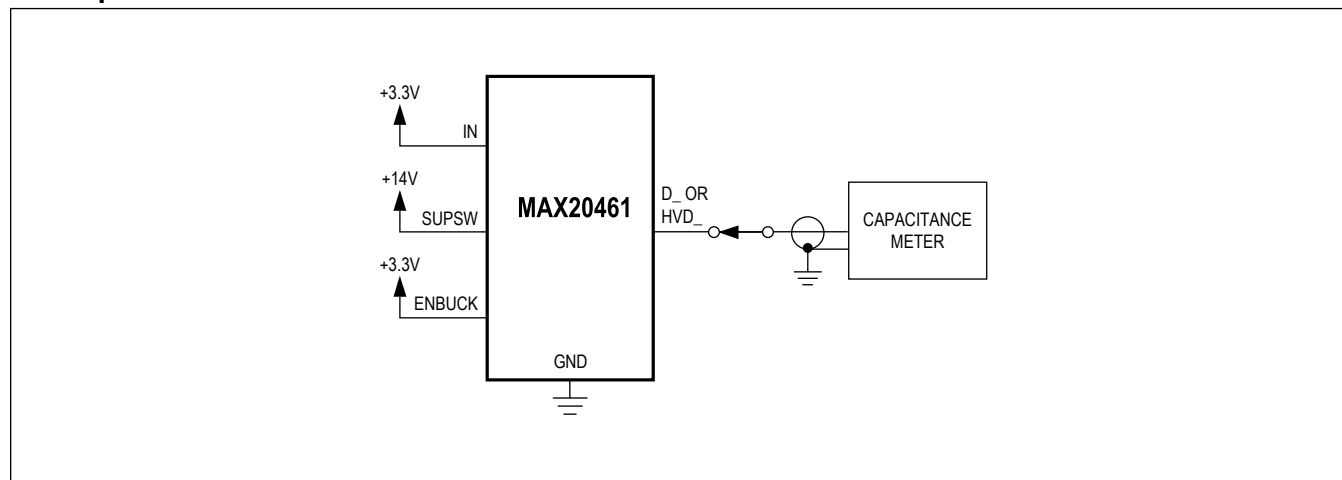 +3.3V
IN
+14V
SUPSW
+3.3V
ENBUCK
MAX20461
GND
D_ OR
HVD_
CAPACITANCE
METER